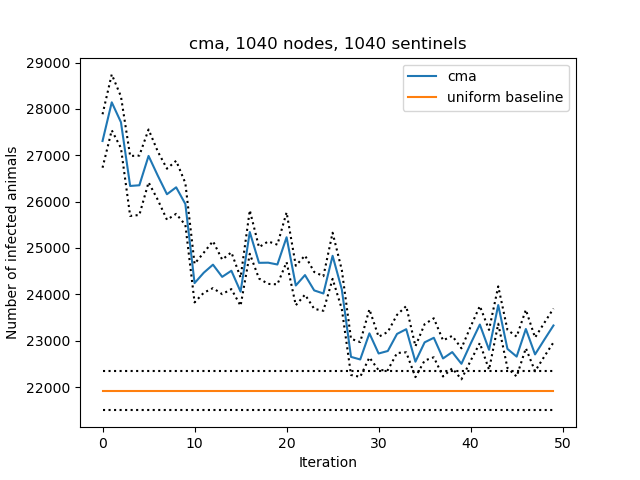 cma, 1040 nodes, 1040 sentinels
cma
uniform baseline
Number of infected animals
29000
28000
27000
26000
25000
24000
23000
22000
0 10 20 30 40 50
Iteration